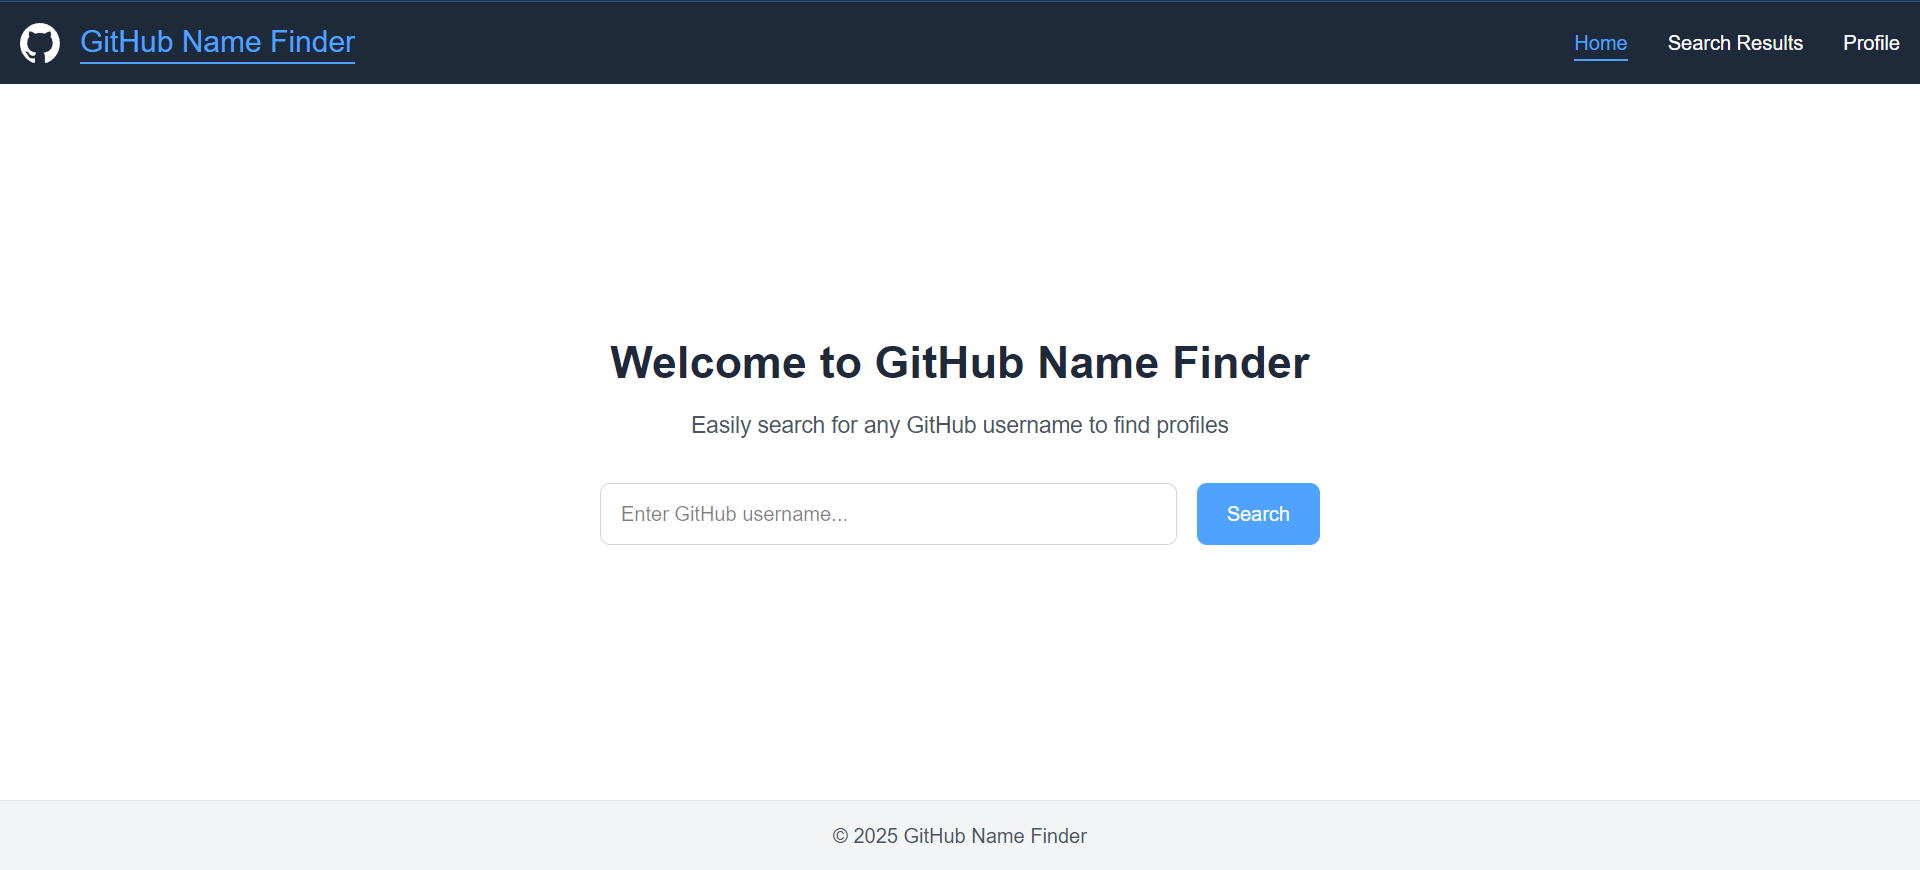 GitHub Name Finder
Home Search Results Profile
Welcome to GitHub Name Finder
Easily search for any GitHub username to find profiles
Enter GitHub username...
Search
© 2025 GitHub Name Finder